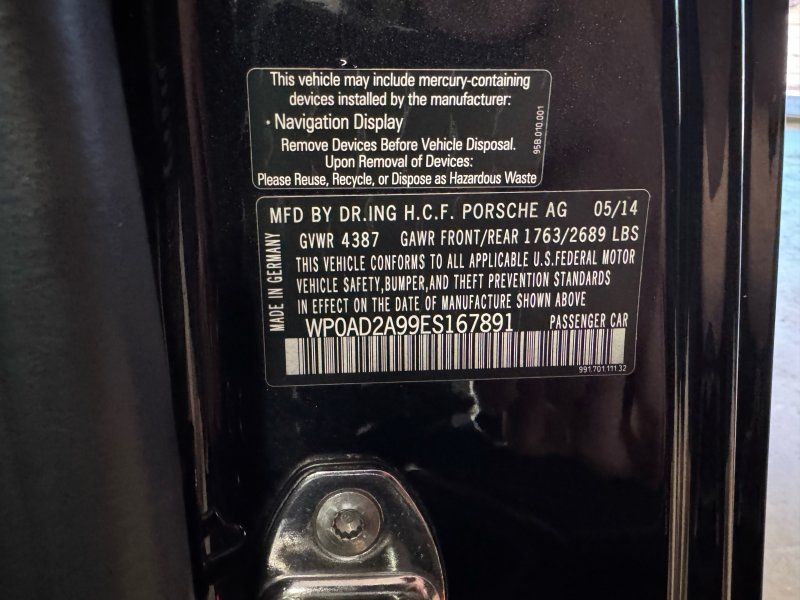 This vehicle may include mercury-containing
devices installed by the manufacturer:
• Navigation Display
Remove Devices Before Vehicle Disposal.
Upon Removal of Devices:
Please Reuse, Recycle, or Dispose as Hazardous Waste
95B.010.001
MFD BY DR.ING H.C.F. PORSCHE AG 05/14
GVWR 4387 GAWR FRONT/REAR 1763/2689 LBS
THIS VEHICLE CONFORMS TO ALL APPLICABLE U.S.FEDERAL MOTOR
VEHICLE SAFETY,BUMPER,AND THEFT PREVENTION STANDARDS
IN EFFECT ON THE DATE OF MANUFACTURE SHOWN ABOVE
MADE IN GERMANY
WP0AD2A99ES167891 PASSENGER CAR
991.701.111.32